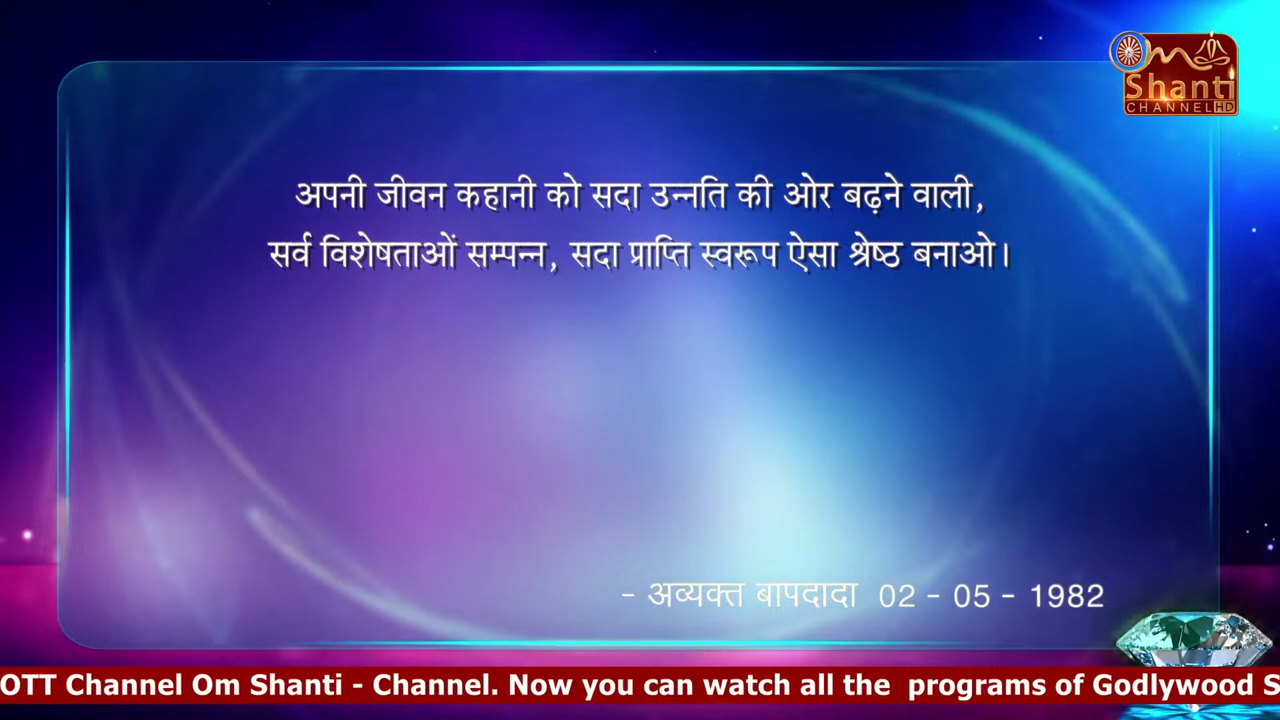 Om
Shanti
CHANNEL HD
अपनी जीवन कहानी को सदा उन्नति की ओर बढ़ने वाली,
सर्व विशेषताओं सम्पन्न, सदा प्राप्ति स्वरूप ऐसा श्रेष्ठ बनाओ।
- अव्यक्त बापदादा 02 - 05 - 1982
OTT Channel Om Shanti - Channel. Now you can watch all the programs of Godlywood S